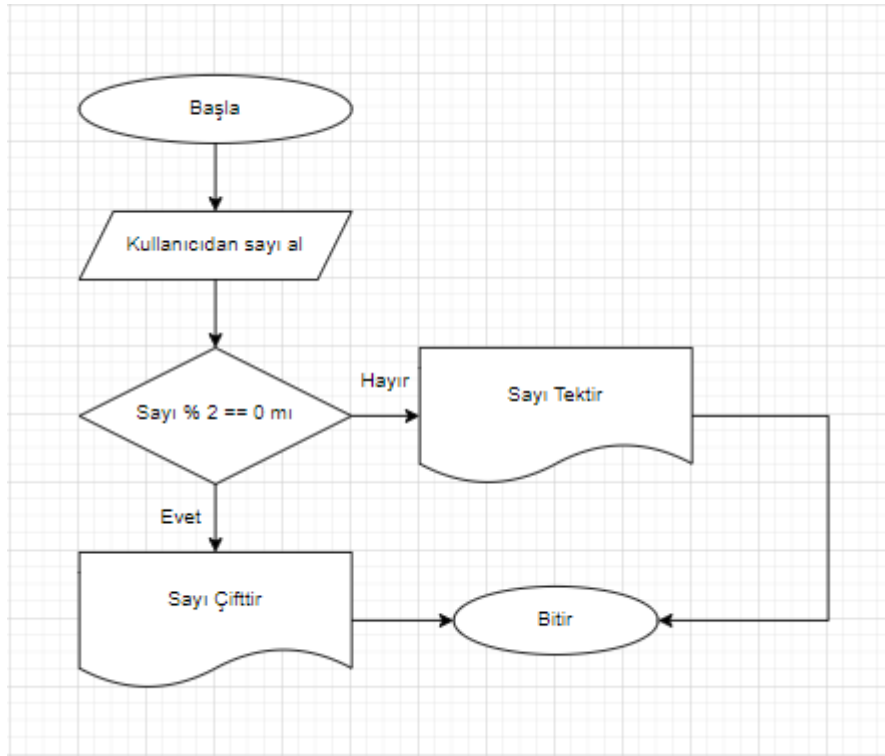 Başla
Kullanıcıdan sayı al
Sayı % 2 == 0 mı
Hayır
Sayı Tektir
Evet
Sayı Çifttir
Bitir